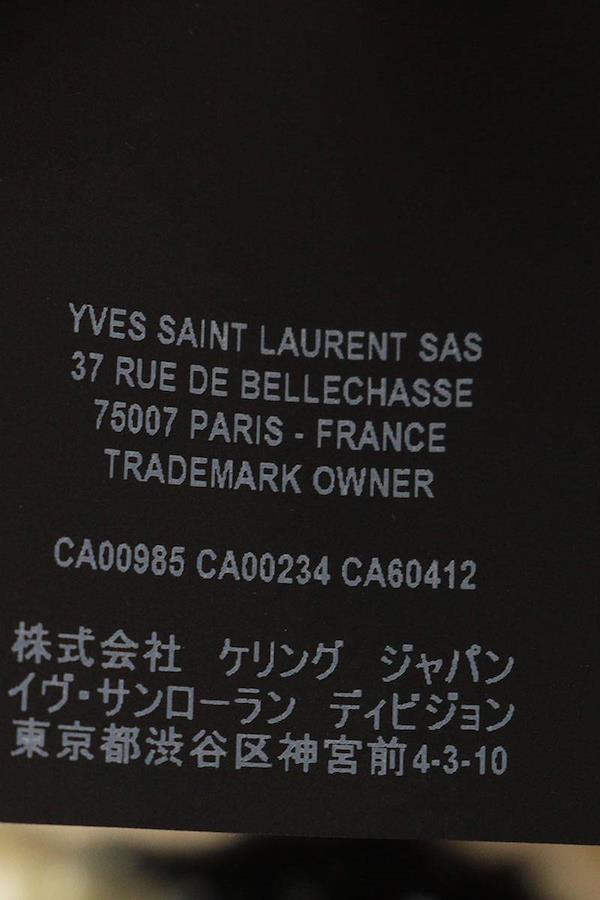 YVES SAINT LAURENT SAS
37 RUE DE BELLECHASSE
75007 PARIS - FRANCE
TRADEMARK OWNER
CA00985 CA00234 CA60412
株式会社　ケリング　ジャパン
イヴ・サンローラン　ディビジョン
東京都渋谷区神宮前4-3-10